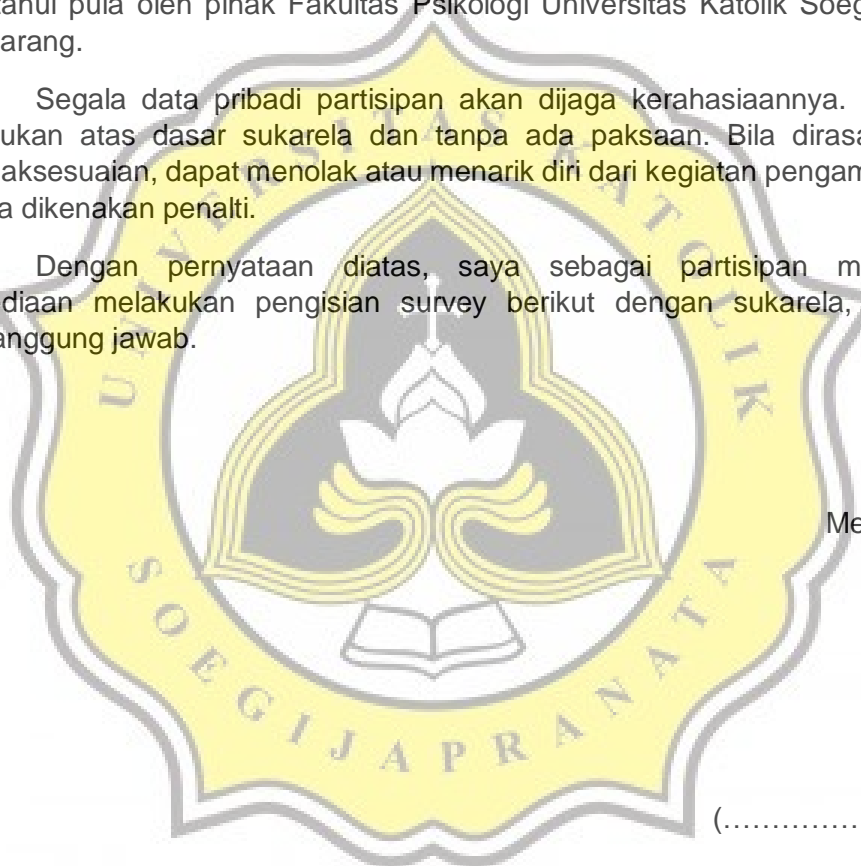 tahui pula oleh pihak Fakultas Psikologi Universitas Katolik Soeg
arang.
Segala data pribadi partisipan akan dijaga kerahasiaannya.
ukan atas dasar sukarela dan tanpa ada paksaan. Bila dirasa
aksesuaian, dapat menolak atau menarik diri dari kegiatan pengam
a dikenakan penalti.
Dengan pernyataan diatas, saya sebagai partisipan m
ediaan melakukan pengisian survey berikut dengan sukarela,
anggung jawab.
Me
(……………
UNIVERSITAS KATOLIK
SOEGIJAPRANATA